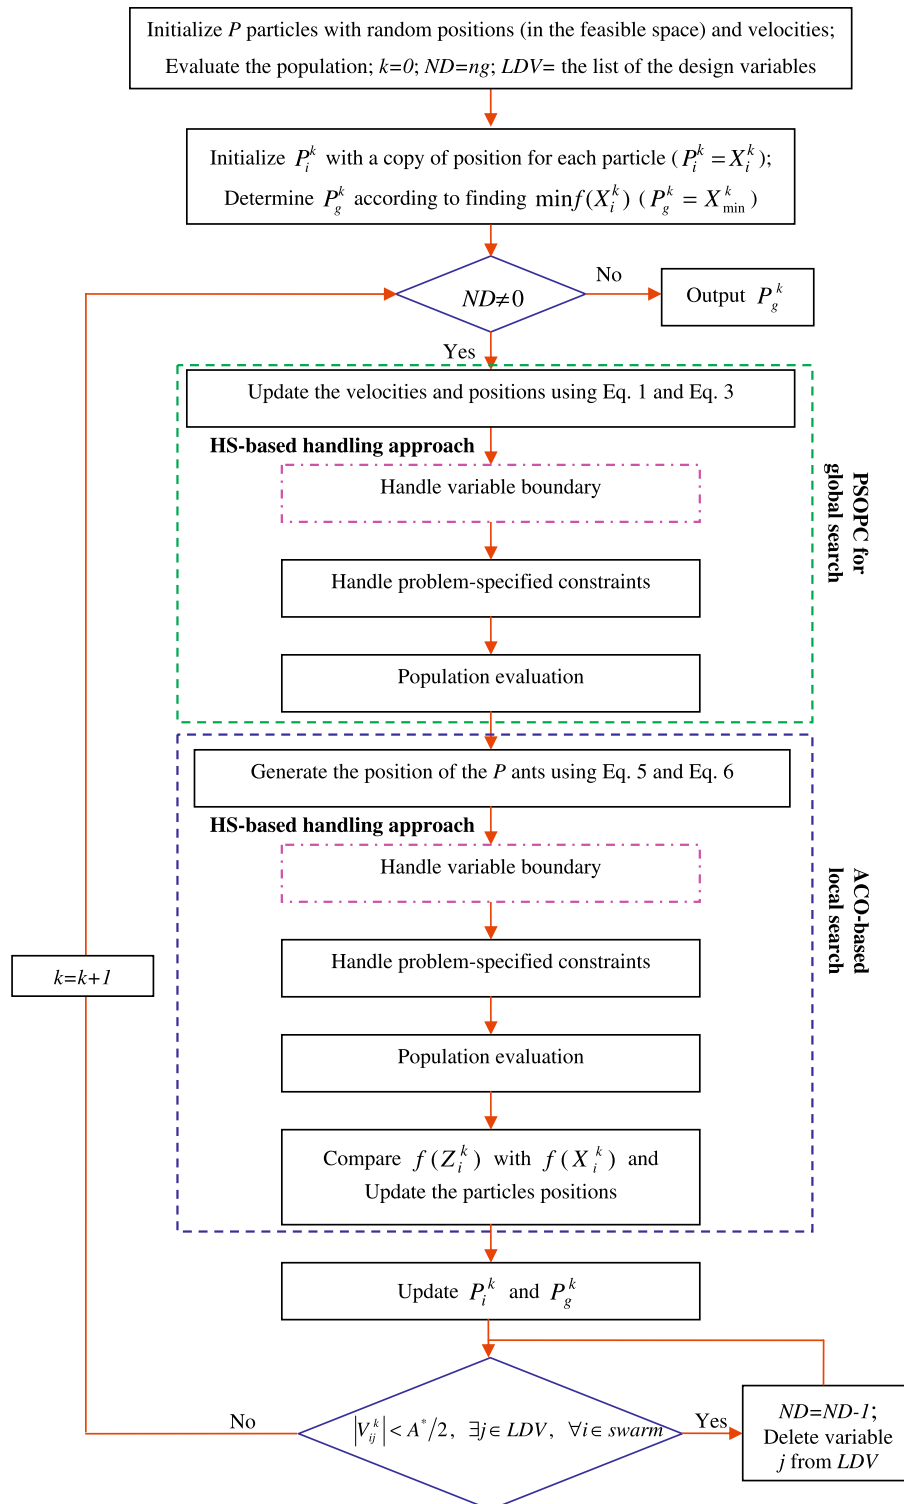 Initialize P particles with random positions (in the feasible space) and velocities;
Evaluate the population; k=0; ND=ng; LDV= the list of the design variables
Initialize P_i^k with a copy of position for each particle ( P_i^k = X_i^k );
Determine P_g^k according to finding min f(X_i^k) ( P_g^k = X_min^k )
ND≠0
No
Output P_g^k
Yes
Update the velocities and positions using Eq. 1 and Eq. 3
HS-based handling approach
Handle variable boundary
Handle problem-specified constraints
Population evaluation
PSOPC for
global search
Generate the position of the P ants using Eq. 5 and Eq. 6
HS-based handling approach
Handle variable boundary
Handle problem-specified constraints
Population evaluation
Compare f(Z_i^k) with f(X_i^k) and
Update the particles positions
ACO-based
local search
k=k+1
Update P_i^k and P_g^k
|V_ij^k| < A*/2, ∃j∈ LDV, ∀i∈ swarm
No
Yes
ND=ND-1;
Delete variable
j from LDV